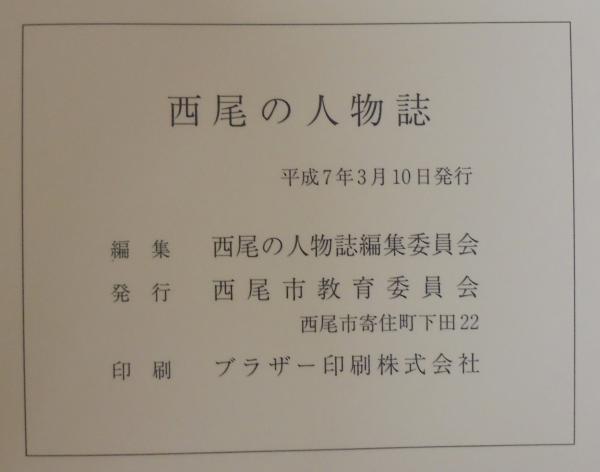 西尾の人物誌
平成7年3月10日発行
編 集 西尾の人物誌編集委員会
発 行 西尾市教育委員会
西尾市寄住町下田22
印 刷 ブラザー印刷株式会社